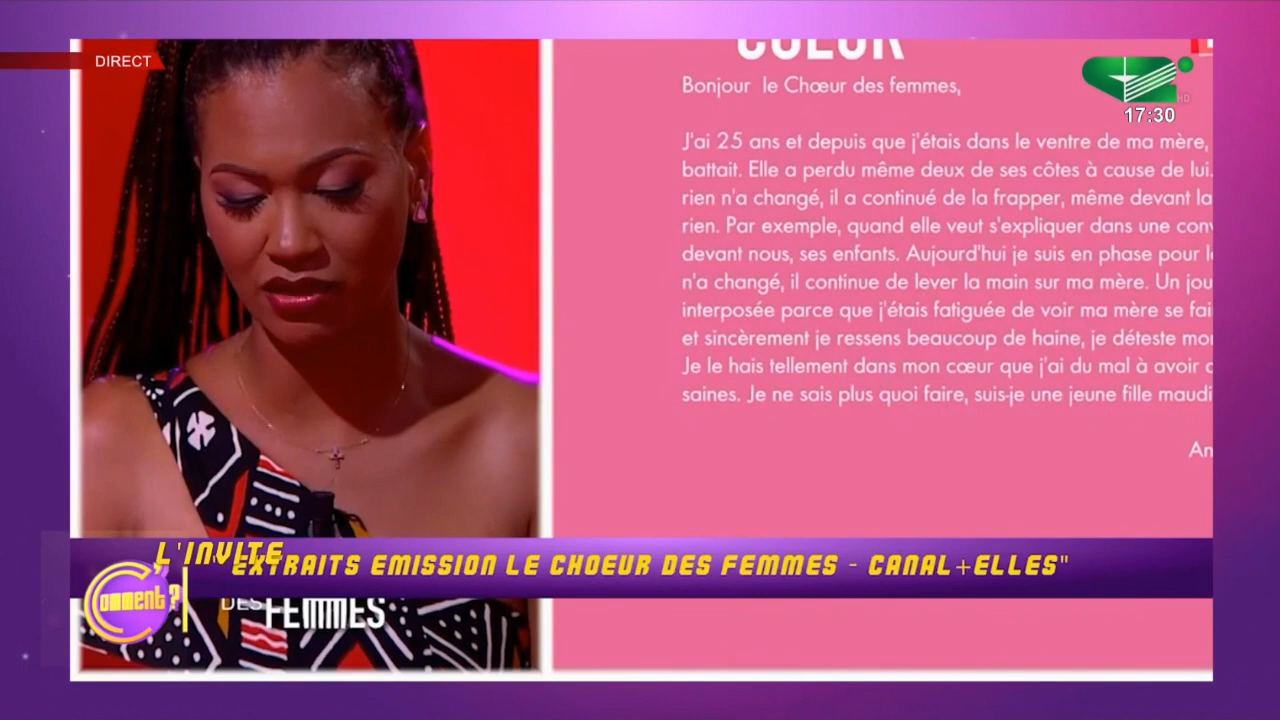 DIRECT
COEUR
HD
17:30
Bonjour le Chœur des femmes,
J'ai 25 ans et depuis que j'étais dans le ventre de ma mère,
battait. Elle a perdu même deux de ses côtes à cause de lui.
rien n'a changé, il a continué de la frapper, même devant la
rien. Par exemple, quand elle veut s'expliquer dans une con
devant nous, ses enfants. Aujourd'hui je suis en phase pour
n'a changé, il continue de lever la main sur ma mère. Un jou
interposée parce que j'étais fatiguée de voir ma mère se fai
et sincèrement je ressens beaucoup de haine, je déteste mo
Je le hais tellement dans mon cœur que j'ai du mal à avoir
saines. Je ne sais plus quoi faire, suis-je une jeune fille maudi
An
L'INVITE
"EXTRAITS EMISSION LE CHOEUR DES FEMMES - CANAL+ELLES"
Comment ?
DES FEMMES